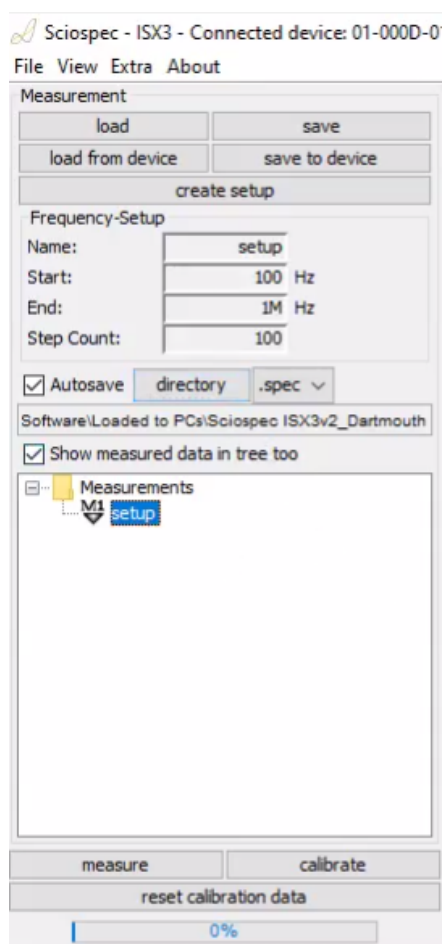 Sciospec - ISX3 - Connected device: 01-000D-0
File View Extra About
Measurement
load save
load from device save to device
create setup
Frequency-Setup
Name: setup
Start: 100 Hz
End: 1M Hz
Step Count: 100
Autosave directory .spec
Software\Loaded to PCs\Sciospec ISX3v2_Dartmouth
Show measured data in tree too
Measurements
M1 setup
measure calibrate
reset calibration data
0%